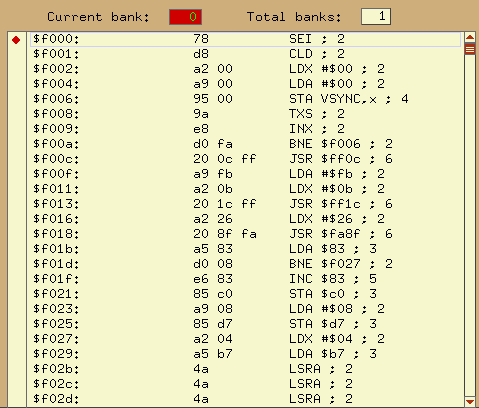 Current bank: 0 Total banks: 1
$f000: 78 SEI ; 2
$f001: d8 CLD ; 2
$f002: a2 00 LDX #$00 ; 2
$f004: a9 00 LDA #$00 ; 2
$f006: 95 00 STA VSYNC,x ; 4
$f008: 9a TXS ; 2
$f009: e8 INX ; 2
$f00a: d0 fa BNE $f006 ; 2
$f00c: 20 0c ff JSR $ff0c ; 6
$f00f: a9 fb LDA #$fb ; 2
$f011: a2 0b LDX #$0b ; 2
$f013: 20 1c ff JSR $ff1c ; 6
$f016: a2 26 LDX #$26 ; 2
$f018: 20 8f fa JSR $fa8f ; 6
$f01b: a5 83 LDA $83 ; 3
$f01d: d0 08 BNE $f027 ; 2
$f01f: e6 83 INC $83 ; 5
$f021: 85 c0 STA $c0 ; 3
$f023: a9 08 LDA #$08 ; 2
$f025: 85 d7 STA $d7 ; 3
$f027: a2 04 LDX #$04 ; 2
$f029: a5 b7 LDA $b7 ; 3
$f02b: 4a LSRA ; 2
$f02c: 4a LSRA ; 2
$f02d: 4a LSRA ; 2